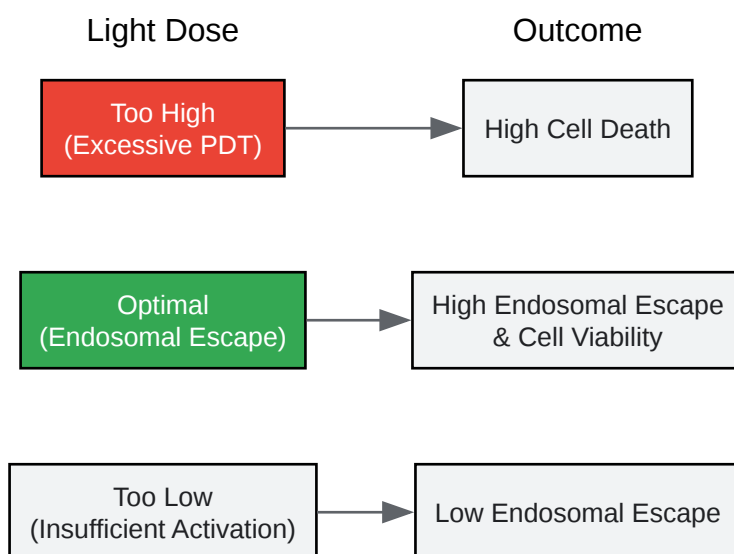 Light Dose
Outcome
Too High
(Excessive PDT)
High Cell Death
Optimal
(Endosomal Escape)
High Endosomal Escape
& Cell Viability
Too Low
(Insufficient Activation)
Low Endosomal Escape